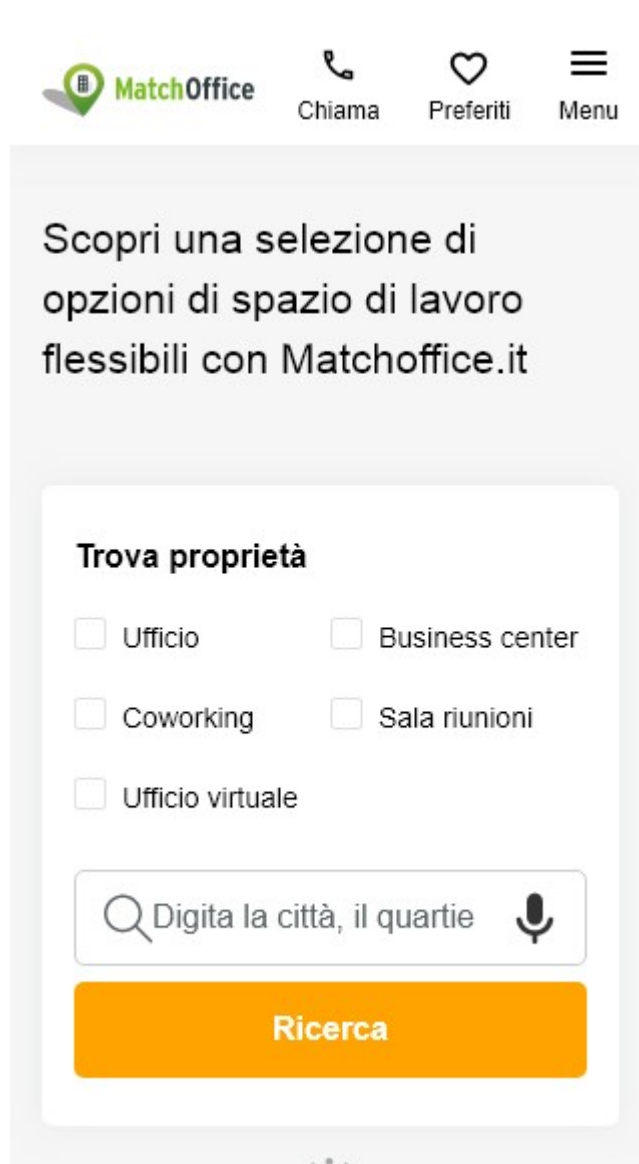 MatchOffice
Chiama Preferiti Menu
Scopri una selezione di
opzioni di spazio di lavoro
flessibili con Matchoffice.it
Trova proprietà
Ufficio Business center
Coworking Sala riunioni
Ufficio virtuale
Digita la città, il quartie
Ricerca